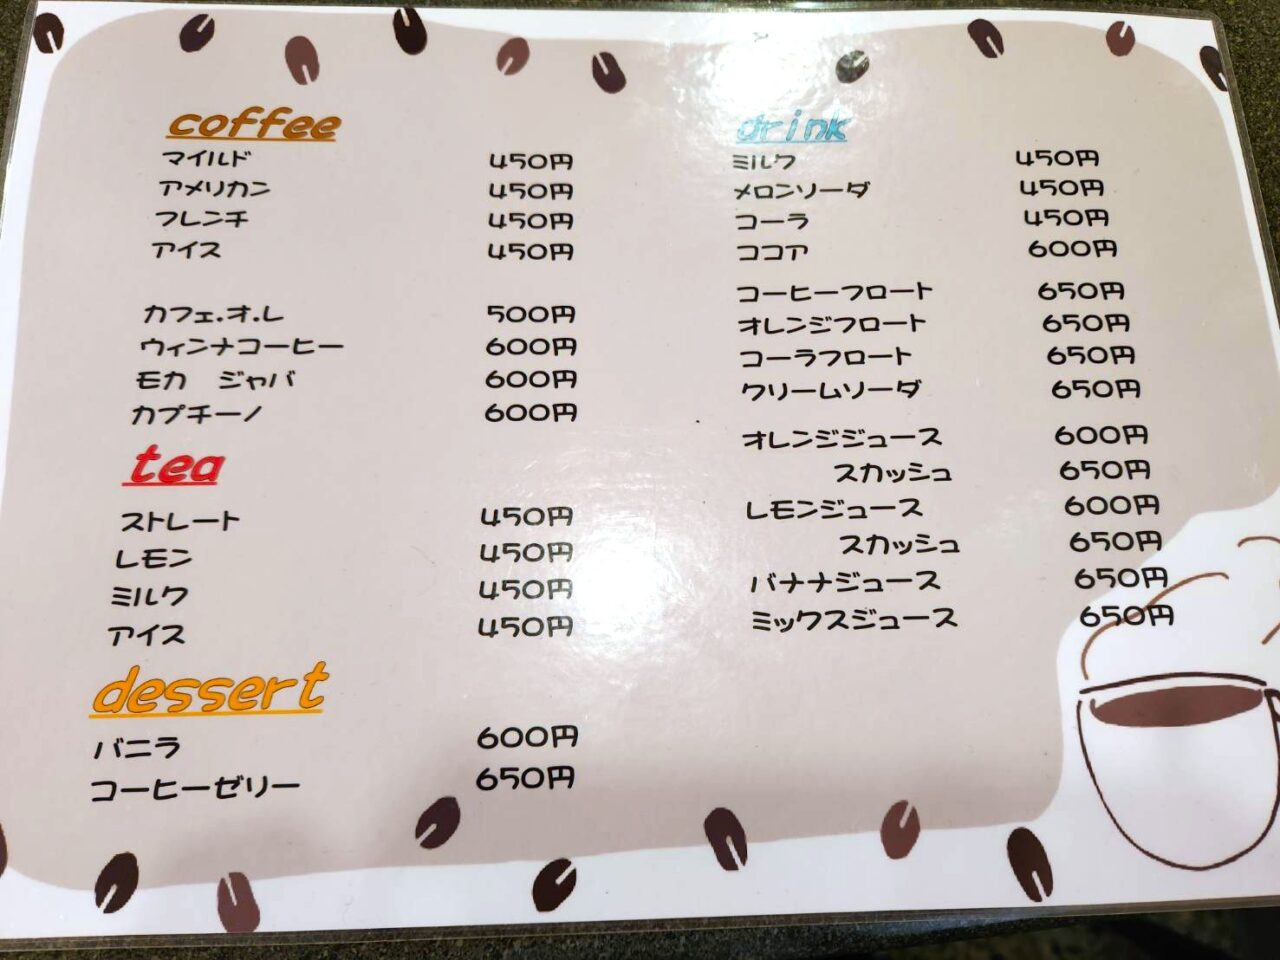 coffee
マイルド 450円
アメリカン 450円
フレンチ 450円
アイス 450円
カフェ.オ.レ 500円
ウィンナコーヒー 600円
モカ ジャバ 600円
カプチーノ 600円
tea
ストレート 450円
レモン 450円
ミルク 450円
アイス 450円
dessert
バニラ 600円
コーヒーゼリー 650円
drink
ミルク 450円
メロンソーダ 450円
コーラ 450円
ココア 600円
コーヒーフロート 650円
オレンジフロート 650円
コーラフロート 650円
クリームソーダ 650円
オレンジジュース 600円
スカッシュ 650円
レモンジュース 600円
スカッシュ 650円
バナナジュース 650円
ミックスジュース 650円